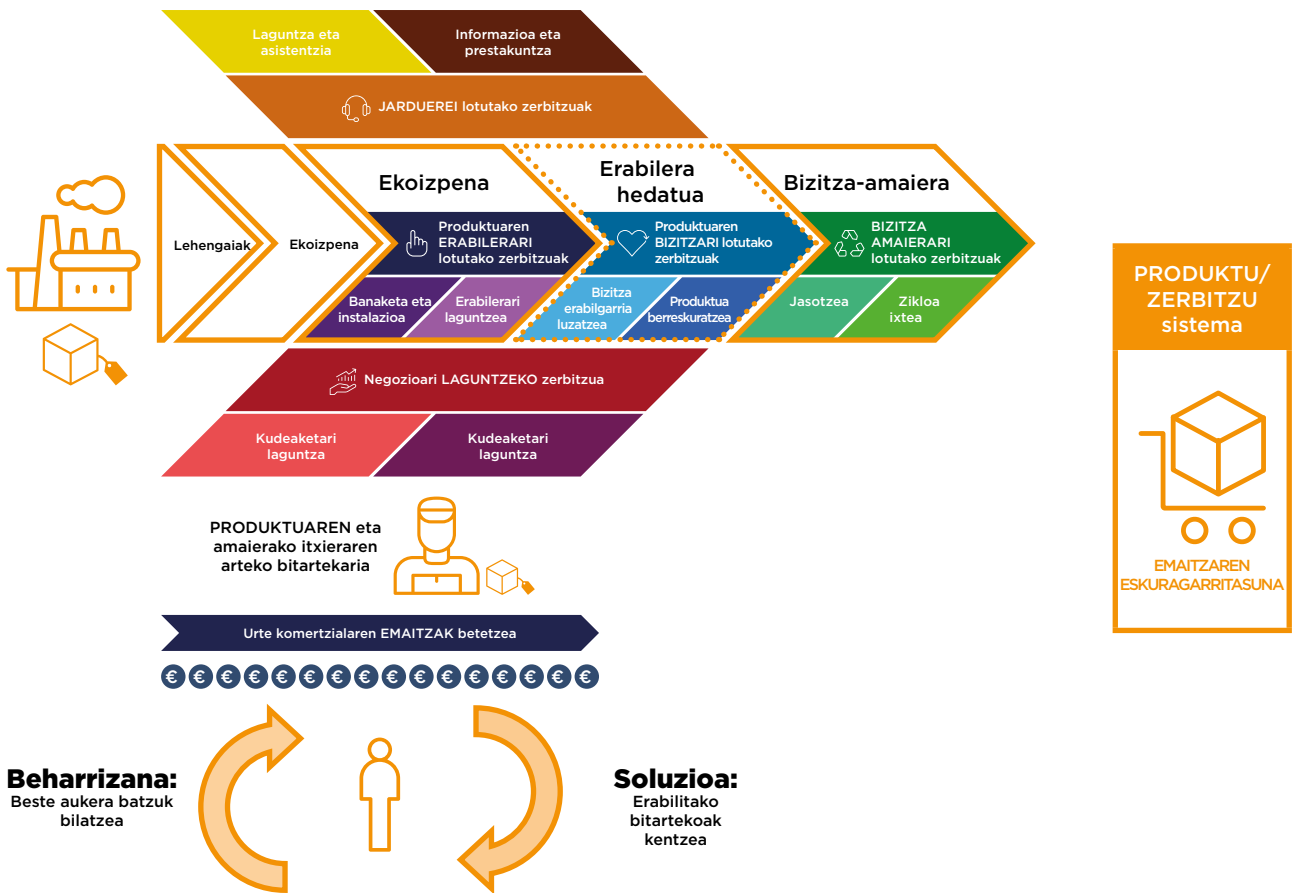 Laguntza eta
asistentzia
Informazioa eta
prestakuntza
JARDUEREI lotutako zerbitzuak
Lehengaiak
Ekoizpena
Ekoizpena
Produktuaren
ERABILERARI
lotutako zerbitzuak
Banaketa eta
instalazioa
Erabilerari
laguntzea
Erabilera
hedatua
Produktuaren
BIZITZARI lotutako
zerbitzuak
Bizitza
erabilgarria
luzatzea
Produktua
berreskuratzea
Bizitza-amaiera
BIZITZA
AMAIERARI
lotutako zerbitzuak
Jasotzea
Zikloa
ixtea
Negozioari LAGUNTZEKO zerbitzua
Kudeaketari
laguntza
Kudeaketari
laguntza
PRODUKTUAREN eta
amaierako itxieraren
arteko bitartekaria
Urte komertzialaren EMAITZAK betetzea
€ € € € € € € € € € € € € € € €
Beharrizana:
Beste aukera batzuk
bilatzea
Soluzioa:
Erabilitako
bitartekoak
kentzea
PRODUKTU/
ZERBITZU
sistema
EMAITZAREN
ESKURAGARRITASUNA